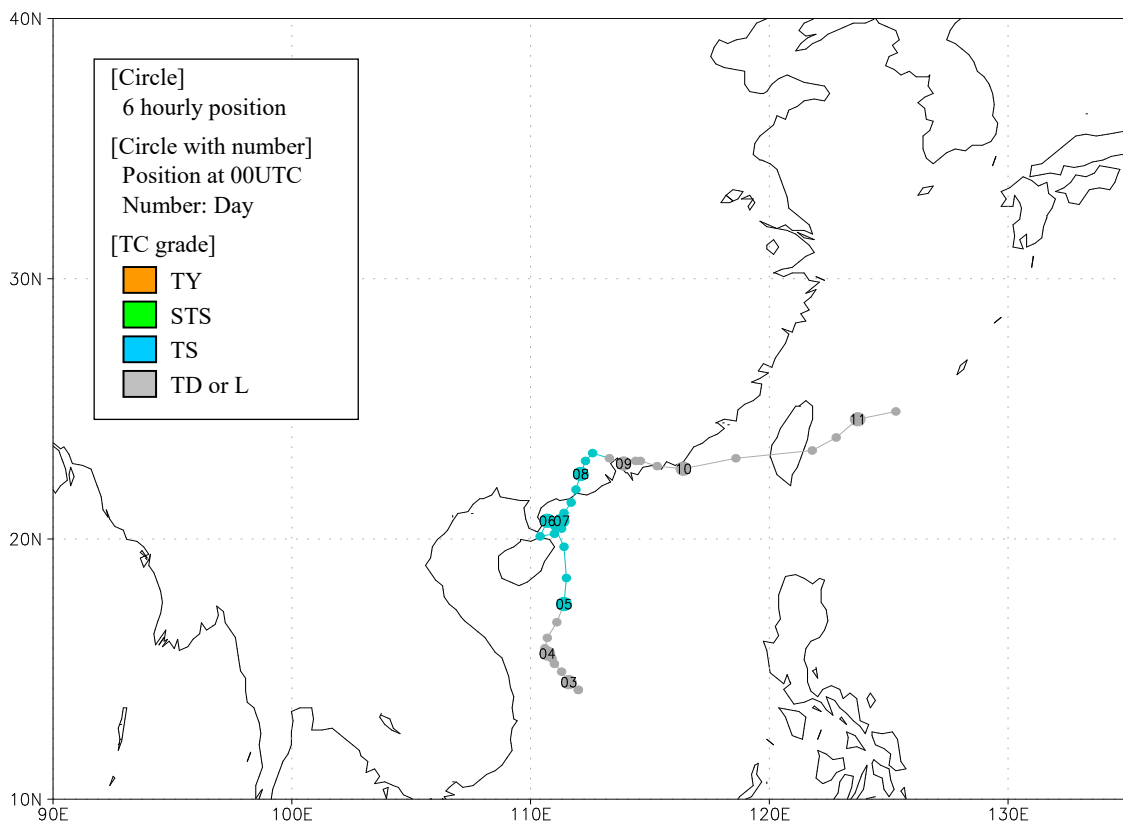 40N
[Circle]
6 hourly position
[Circle with number]
Position at 00UTC
Number: Day
[TC grade]
TY
STS
TS
TD or L
30N
20N
10N
11
09
10
08
06
07
05
04
03
90E
100E
110E
120E
130E